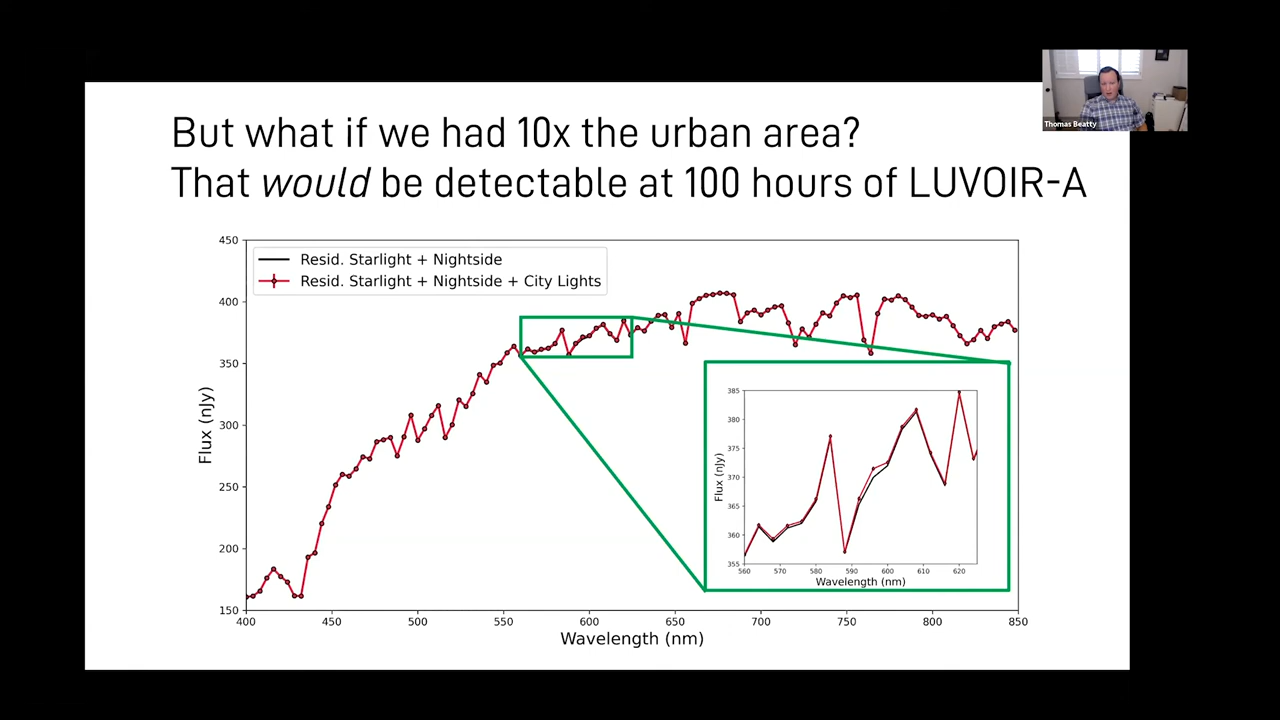 Thomas Beatty
But what if we had 10x the urban area?
That would be detectable at 100 hours of LUVOIR-A
Resid. Starlight + Nightside
Resid. Starlight + Nightside + City Lights
Flux (nJy)
450
400
350
300
250
200
150
400 450 500 550 600 650 700 750 800 850
Wavelength (nm)
Flux (nJy)
385
380
375
370
365
360
355
560 570 580 590 600 610 620
Wavelength (nm)